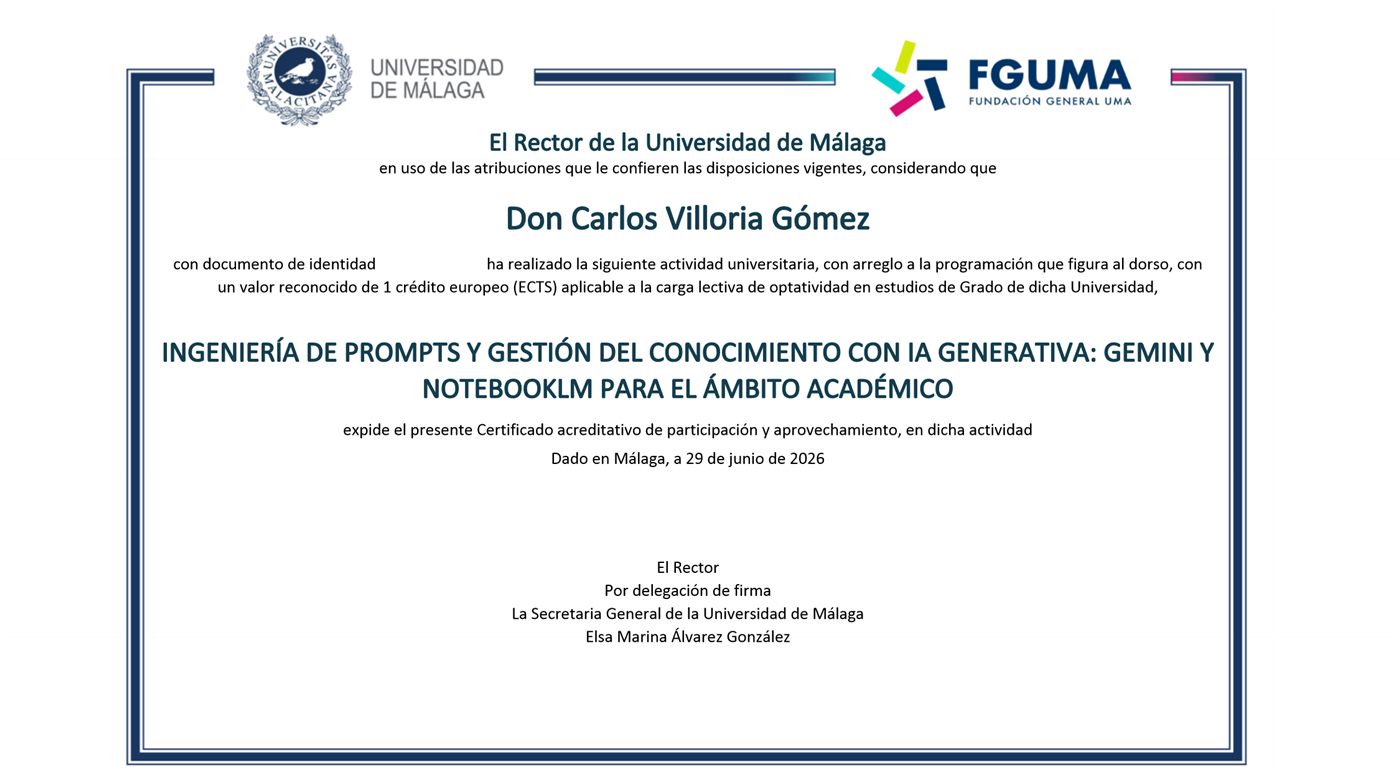 UNIVERSITAS MALACITANA
UNIVERSIDAD
DE MÁLAGA
FGUMA
FUNDACIÓN GENERAL UMA
El Rector de la Universidad de Málaga
en uso de las atribuciones que le confieren las disposiciones vigentes, considerando que
Don Carlos Villoria Gómez
con documento de identidad ha realizado la siguiente actividad universitaria, con arreglo a la programación que figura al dorso, con
un valor reconocido de 1 crédito europeo (ECTS) aplicable a la carga lectiva de optatividad en estudios de Grado de dicha Universidad,
INGENIERÍA DE PROMPTS Y GESTIÓN DEL CONOCIMIENTO CON IA GENERATIVA: GEMINI Y
NOTEBOOKLM PARA EL ÁMBITO ACADÉMICO
expide el presente Certificado acreditativo de participación y aprovechamiento, en dicha actividad
Dado en Málaga, a 29 de junio de 2026
El Rector
Por delegación de firma
La Secretaria General de la Universidad de Málaga
Elsa Marina Álvarez González